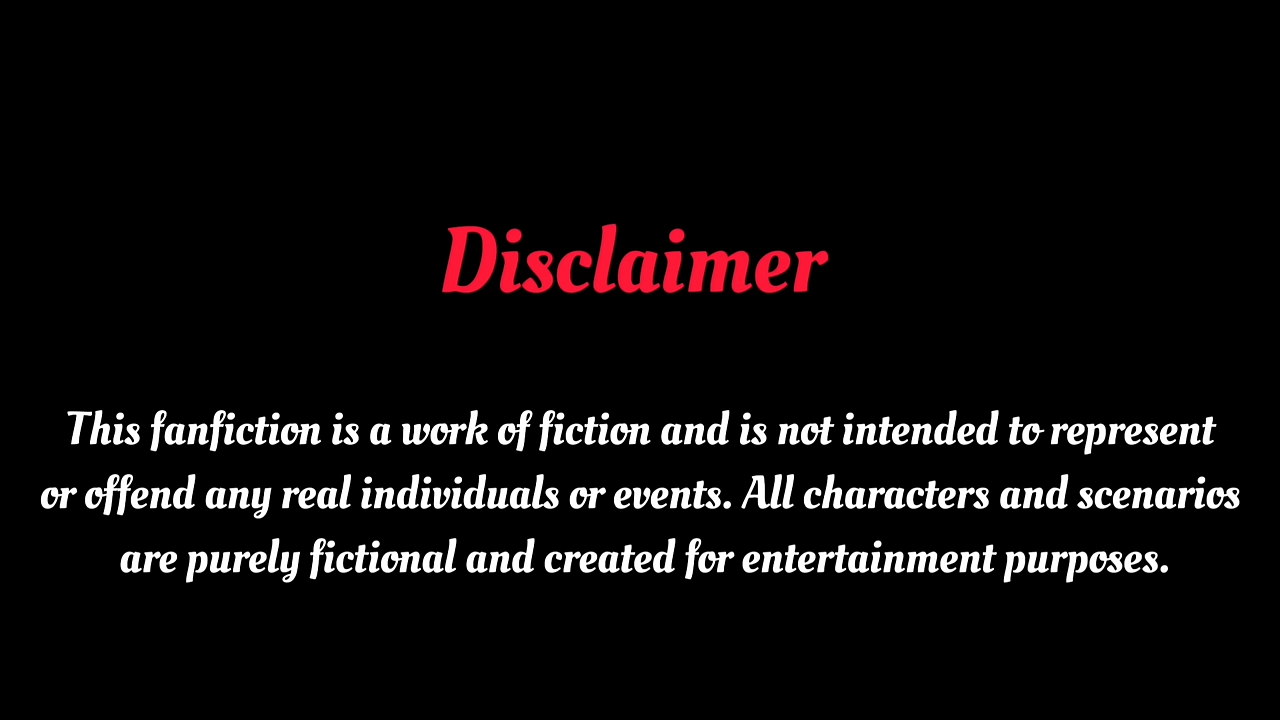 Disclaimer
This fanfiction is a work of fiction and is not intended to represent
or offend any real individuals or events. All characters and scenarios
are purely fictional and created for entertainment purposes.